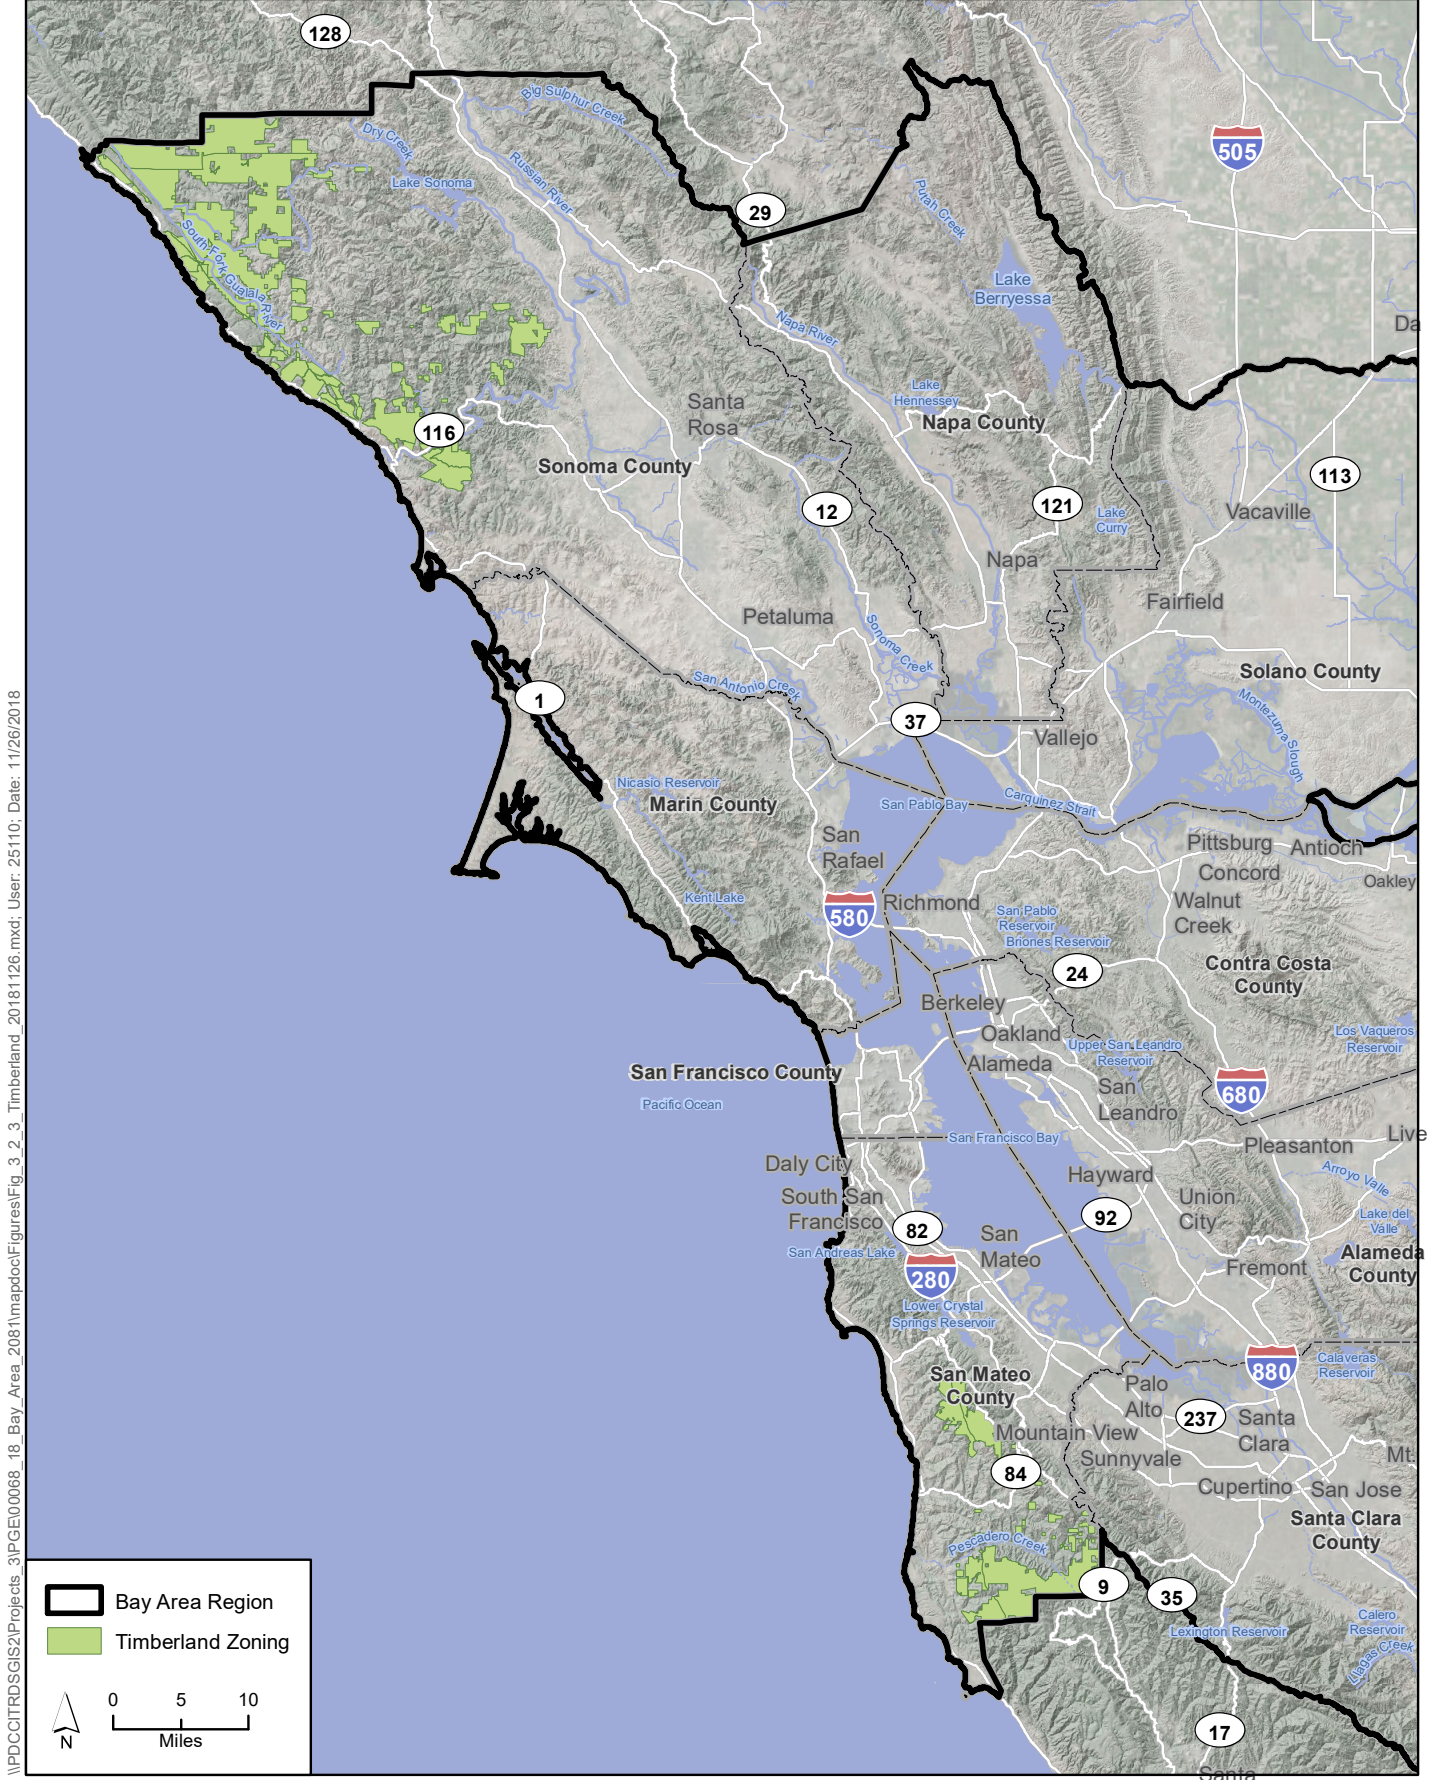 128
505
Big Sulphur Creek
Dry Creek
Lake Sonoma
Russian River
29
Putah Creek
South Fork Gualala River
Lake
Berryessa
Napa River
Da
Lake
Hennessey
Santa
Rosa
Napa County
116
Sonoma County
113
12
121
Lake
Curry
Vacaville
Napa
Fairfield
Petaluma
Sonoma Creek
Solano County
San Antonio Creek
1
37
Montezuma Slough
Vallejo
Nicasio Reservoir
Marin County
San Pablo Bay
Carquinez Strait
San
Rafael
Pittsburg
Antioch
Concord
Oakley
Kent Lake
580
Richmond
Walnut
Creek
San Pablo
Reservoir
Briones Reservoir
24
Contra Costa
County
Berkeley
Oakland
Los Vaqueros
Reservoir
Upper San Leandro
Reservoir
Alameda
San Francisco County
Pacific Ocean
680
San
Leandro
San Francisco Bay
Pleasanton
Live
Daly City
Hayward
Arroyo Valle
South San
Francisco
Union
City
92
82
Lake del
Valle
San Andreas Lake
San
Mateo
Alameda
County
Fremont
280
Lower Crystal
Springs Reservoir
880
Calaveras
Reservoir
San Mateo
County
Palo
Alto
237
Santa
Clara
Mountain View
Sunnyvale
Mt.
84
Cupertino
San Jose
Santa Clara
County
Pescadero Creek
9
35
Lexington Reservoir
Calero
Reservoir
Llagas Creek
17
Santa
Bay Area Region
Timberland Zoning
0 5 10
Miles
N
\\PDCCITRDSGIS2\Projects_3\PGE\00068_18_Bay_Area_2081\mapdoc\Figures\Fig_3_2_3_Timberland_20181126.mxd; User: 25110; Date: 11/26/2018